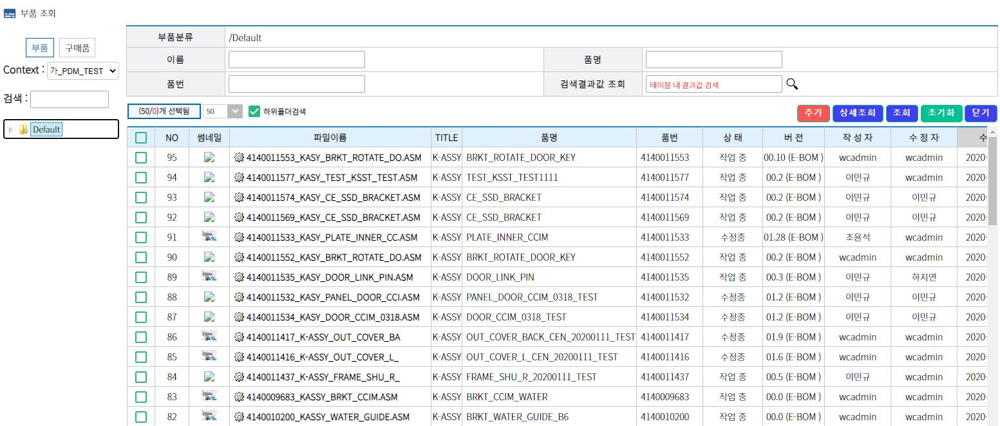 부품 조회
부품 구매품
Context : 가_PDM_TEST
검색 :
Default
부품분류 /Default
이름 품명
품번 검색결과값 조회 테이블 내 결과값 검색
(50/0)개 선택됨 50 하위폴더검색 추가 상세조회 조회 초기화 닫기
NO 썸네일 파일이름 TITLE 품명 품번 상 태 버 전 작 성 자 수 정 자 수
95 4140011553_KASY_BRKT_ROTATE_DO.ASM K-ASSY BRKT_ROTATE_DOOR_KEY 4140011553 작업 중 00.10 (E-BOM ) wcadmin wcadmin 2020-
94 4140011577_KASY_TEST_KSST_TEST.ASM K-ASSY TEST_KSST_TEST1111 4140011577 작업 중 00.2 (E-BOM ) 이민규 wcadmin 2020-
93 4140011574_KASY_CE_SSD_BRACKET.ASM K-ASSY CE_SSD_BRACKET 4140011574 작업 중 00.2 (E-BOM ) 이민규 이민규 2020-
92 4140011569_KASY_CE_SSD_BRACKET.ASM K-ASSY CE_SSD_BRACKET 4140011569 작업 중 00.2 (E-BOM ) 이민규 이민규 2020-
91 4140011533_KASY_PLATE_INNER_CC.ASM K-ASSY PLATE_INNER_CCIM 4140011533 수정중 01.28 (E-BOM ) 조용석 wcadmin 2020-
90 4140011552_KASY_BRKT_ROTATE_DO.ASM K-ASSY BRKT_ROTATE_DOOR_KEY 4140011552 작업 중 00.2 (E-BOM ) wcadmin wcadmin 2020-
89 4140011535_KASY_DOOR_LINK_PIN.ASM K-ASSY DOOR_LINK_PIN 4140011535 작업 중 00.3 (E-BOM ) 이민규 하지연 2020-
88 4140011532_KASY_PANEL_DOOR_CCI.ASM K-ASSY PANEL_DOOR_CCIM_0318_TEST 4140011532 수정중 01.2 (E-BOM ) 이민규 이민규 2020-
87 4140011534_KASY_DOOR_CCIM_0318.ASM K-ASSY DOOR_CCIM_0318_TEST 4140011534 수정중 01.2 (E-BOM ) 이민규 이민규 2020-
86 4140011417_K-ASSY_OUT_COVER_BA K-ASSY OUT_COVER_BACK_CEN_20200111_TEST 4140011417 수정중 01.9 (E-BOM ) wcadmin wcadmin 2020-
85 4140011416_K-ASSY_OUT_COVER_L_ K-ASSY OUT_COVER_L_CEN_20200111_TEST 4140011416 수정중 01.6 (E-BOM ) wcadmin wcadmin 2020-
84 4140011437_K-ASSY_FRAME_SHU_R_ K-ASSY FRAME_SHU_R_20200111_TEST 4140011437 작업 중 00.5 (E-BOM ) 이민규 wcadmin 2020-
83 4140009683_KASSY_BRKT_CCIM.ASM K-ASSY BRKT_CCIM_WATER 4140009683 작업 중 00.0 (E-BOM ) wcadmin wcadmin 2020-
82 4140010200_KASSY_WATER_GUIDE.ASM K-ASSY BRKT_WATER_GUIDE_B6 4140010200 작업 중 00.0 (E-BOM ) wcadmin wcadmin 2020-